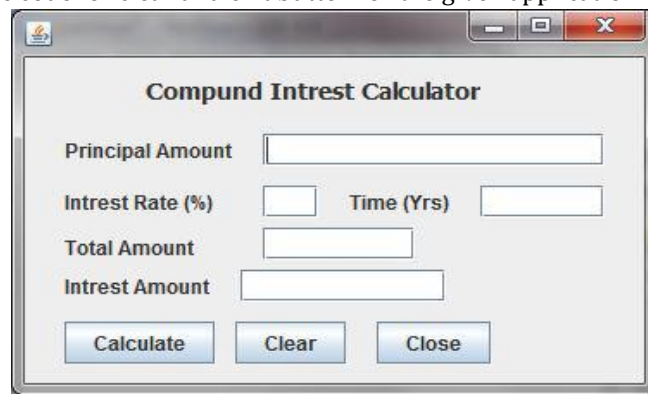 Compund Intrest Calculator
Principal Amount
Intrest Rate (%) Time (Yrs)
Total Amount
Intrest Amount
Calculate Clear Close